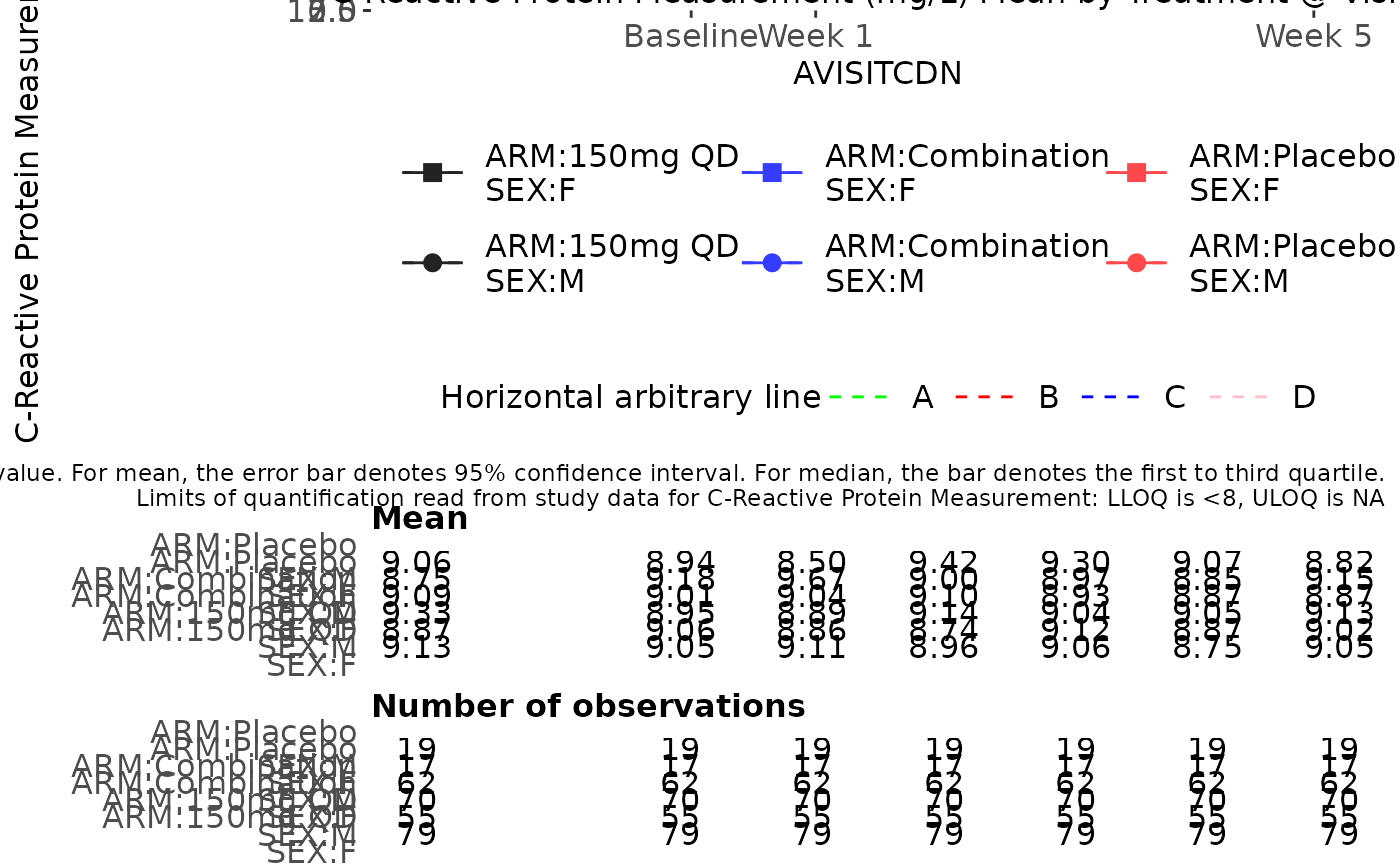 C-Reactive Protein Measurement (mg/L) Mean by Treatment @ Visi
BaselineWeek 1 Week 5
AVISITCDN
C-Reactive Protein Measurem
ARM:150mg QD ARM:Combination ARM:Placebo
SEX:F SEX:F SEX:F
ARM:150mg QD ARM:Combination ARM:Placebo
SEX:M SEX:M SEX:M
Horizontal arbitrary line A B C D
value. For mean, the error bar denotes 95% confidence interval. For median, the bar denotes the first to third quartile.
Limits of quantification read from study data for C-Reactive Protein Measurement: LLOQ is <8, ULOQ is NA
Mean
ARM:Placebo
ARM:Placebo 9.06 8.94 8.50 9.42 9.30 9.07 8.82
ARM:Combination SEX:M 8.75 9.18 9.67 9.00 8.97 8.85 9.15
ARM:Combination SEX:F 9.09 9.01 9.04 9.10 8.93 8.87 8.87
ARM:150mg QD SEX:M 9.33 8.95 8.89 9.14 9.04 9.05 9.13
ARM:150mg QD SEX:F 8.87 9.06 8.86 8.74 9.12 8.87 9.02
SEX:M 9.13 9.05 9.11 8.96 9.06 8.75 9.05
SEX:F
Number of observations
ARM:Placebo
ARM:Placebo 19 19 19 19 19 19 19
ARM:Combination SEX:M 17 17 17 17 17 17 17
ARM:Combination SEX:F 62 62 62 62 62 62 62
ARM:150mg QD SEX:M 70 70 70 70 70 70 70
ARM:150mg QD SEX:F 55 55 55 55 55 55 55
SEX:M 79 79 79 79 79 79 79
SEX:F